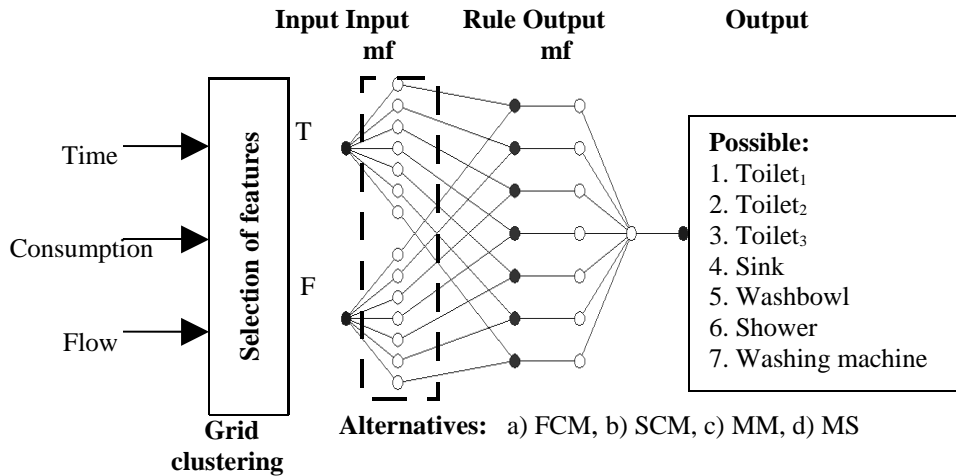 Input Input Rule Output Output
mf mf
Time
Consumption
Flow
Selection of features
T
F
Possible:
1. Toilet₁
2. Toilet₂
3. Toilet₃
4. Sink
5. Washbowl
6. Shower
7. Washing machine
Grid
clustering
Alternatives: a) FCM, b) SCM, c) MM, d) MS